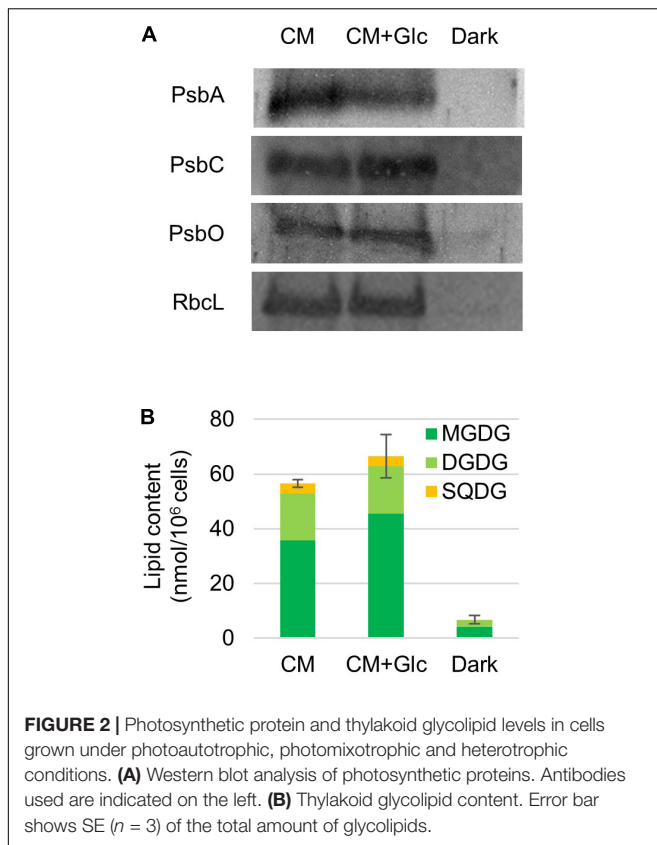 A
CM CM+Glc Dark
PsbA
PsbC
PsbO
RbcL
B
Lipid content
(nmol/10⁶ cells)
80
60
40
20
0
MGDG
DGDG
SQDG
CM CM+Glc Dark
FIGURE 2 | Photosynthetic protein and thylakoid glycolipid levels in cells
grown under photoautotrophic, photomixotrophic and heterotrophic
conditions. (A) Western blot analysis of photosynthetic proteins. Antibodies
used are indicated on the left. (B) Thylakoid glycolipid content. Error bar
shows SE (n = 3) of the total amount of glycolipids.